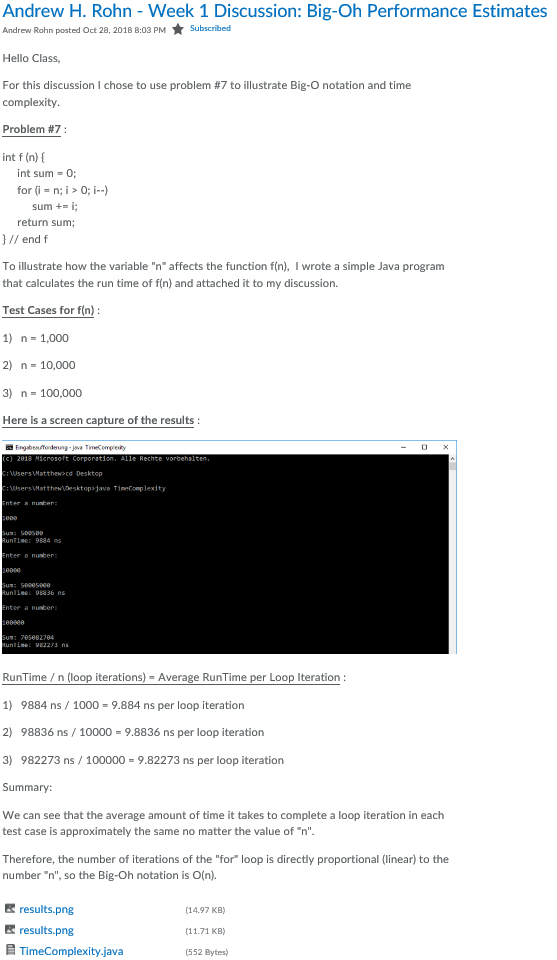 Andrew H. Rohn - Week 1 Discussion: Big-Oh Performance Estimates
Andrew Rohn posted Oct 28, 2018 8:03 PM Subscribed
Hello Class,
For this discussion I chose to use problem #7 to illustrate Big-O notation and time
complexity.
Problem #7 :
int f (n) {
int sum = 0;
for (i = n; i > 0; i--)
sum += i;
return sum;
} // end f
To illustrate how the variable "n" affects the function f(n), I wrote a simple Java program
that calculates the run time of f(n) and attached it to my discussion.
Test Cases for f(n) :
1) n = 1,000
2) n = 10,000
3) n = 100,000
Here is a screen capture of the results :
Eingabeaufforderung - java TimeComplexity
(c) 2018 Microsoft Corporation. Alle Rechte vorbehalten.
C:\Users\Matthew>cd Desktop
C:\Users\Matthew\Desktop>java TimeComplexity
Enter a number:
1000
Sum: 500500
RunTime: 9884 ns
Enter a number:
10000
Sum: 50005000
RunTime: 98836 ns
Enter a number:
100000
Sum: 705082704
RunTime: 982273 ns
RunTime / n (loop iterations) = Average RunTime per Loop Iteration :
1) 9884 ns / 1000 = 9.884 ns per loop iteration
2) 98836 ns / 10000 = 9.8836 ns per loop iteration
3) 982273 ns / 100000 = 9.82273 ns per loop iteration
Summary:
We can see that the average amount of time it takes to complete a loop iteration in each
test case is approximately the same no matter the value of "n".
Therefore, the number of iterations of the "for" loop is directly proportional (linear) to the
number "n", so the Big-Oh notation is O(n).
results.png (14.97 KB)
results.png (11.71 KB)
TimeComplexity.java (552 Bytes)